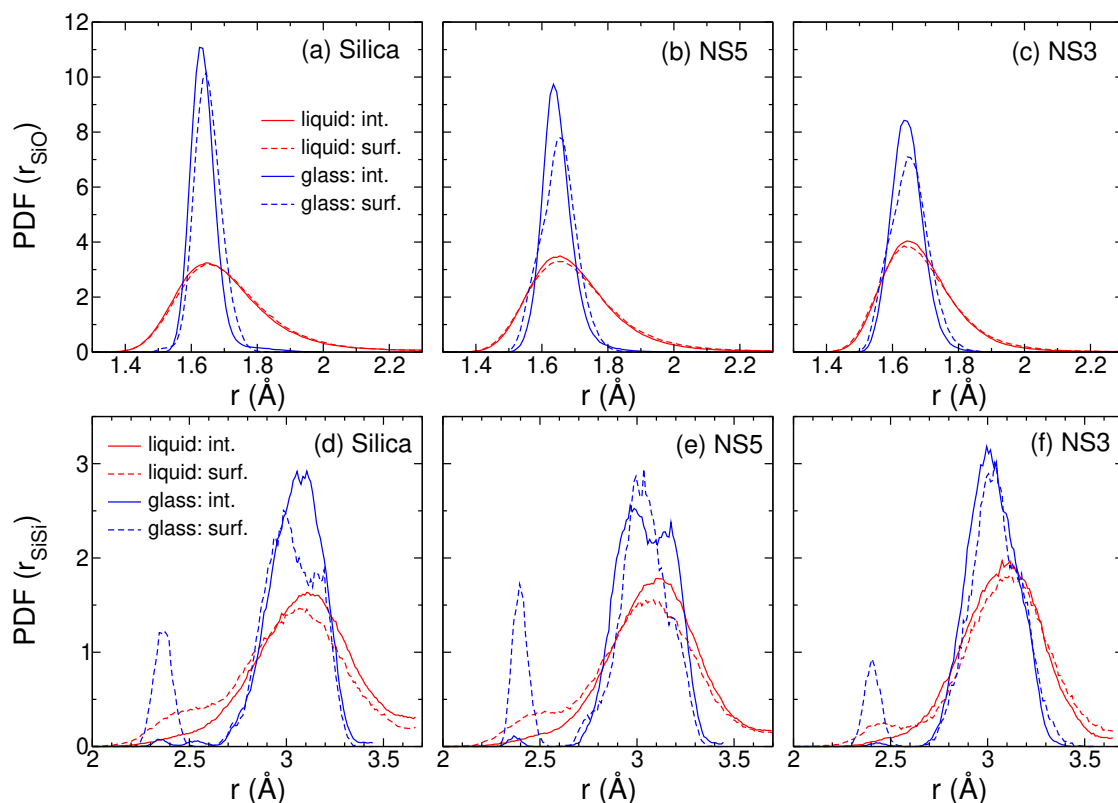 (a) Silica
(b) NS5
(c) NS3
PDF (r_SiO)
12
10
8
6
4
2
0
liquid: int.
liquid: surf.
glass: int.
glass: surf.
1.4 1.6 1.8 2 2.2
1.4 1.6 1.8 2 2.2
1.4 1.6 1.8 2 2.2
r (Å)
r (Å)
r (Å)
(d) Silica
(e) NS5
(f) NS3
PDF (r_SiSi)
3
2
1
0
liquid: int.
liquid: surf.
glass: int.
glass: surf.
2 2.5 3 3.5
2 2.5 3 3.5
2 2.5 3 3.5
r (Å)
r (Å)
r (Å)